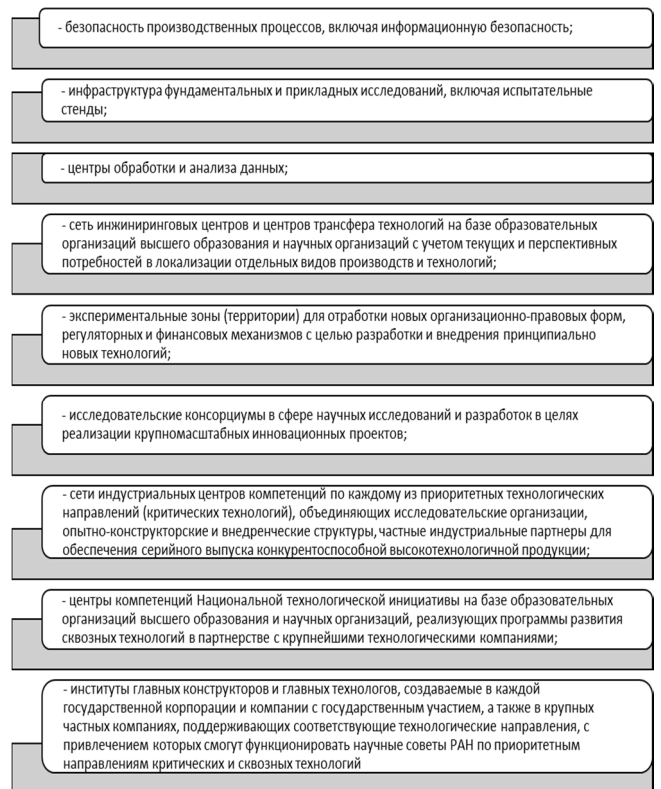 - безопасность производственных процессов, включая информационную безопасность;
- инфраструктура фундаментальных и прикладных исследований, включая испытательные
стенды;
- центры обработки и анализа данных;
- сеть инжиниринговых центров и центров трансфера технологий на базе образовательных
организаций высшего образования и научных организаций с учетом текущих и перспективных
потребностей в локализации отдельных видов производств и технологий;
- экспериментальные зоны (территории) для отработки новых организационно-правовых форм,
регуляторных и финансовых механизмов с целью разработки и внедрения принципиально
новых технологий;
- исследовательские консорциумы в сфере научных исследований и разработок в целях
реализации крупномасштабных инновационных проектов;
- сети индустриальных центров компетенций по каждому из приоритетных технологических
направлений (критических технологий), объединяющих исследовательские организации,
опытно-конструкторские и внедренческие структуры, частные индустриальные партнеры для
обеспечения серийного выпуска конкурентоспособной высокотехнологичной продукции;
- центры компетенций Национальной технологической инициативы на базе образовательных
организаций высшего образования и научных организаций, реализующих программы развития
сквозных технологий в партнерстве с крупнейшими технологическими компаниями;
- институты главных конструкторов и главных технологов, создаваемые в каждой
государственной корпорации и компании с государственным участием, а также в крупных
частных компаниях, поддерживающих соответствующие технологические направления, с
привлечением которых смогут функционировать научные советы РАН по приоритетным
направлениям критических и сквозных технологий